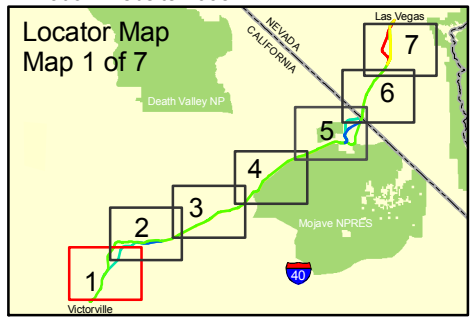 Locator Map
Map 1 of 7
Las Vegas
NEVADA
CALIFORNIA
7
Death Valley NP
6
5
4
3
Mojave NPRES
2
1
40
Victorville